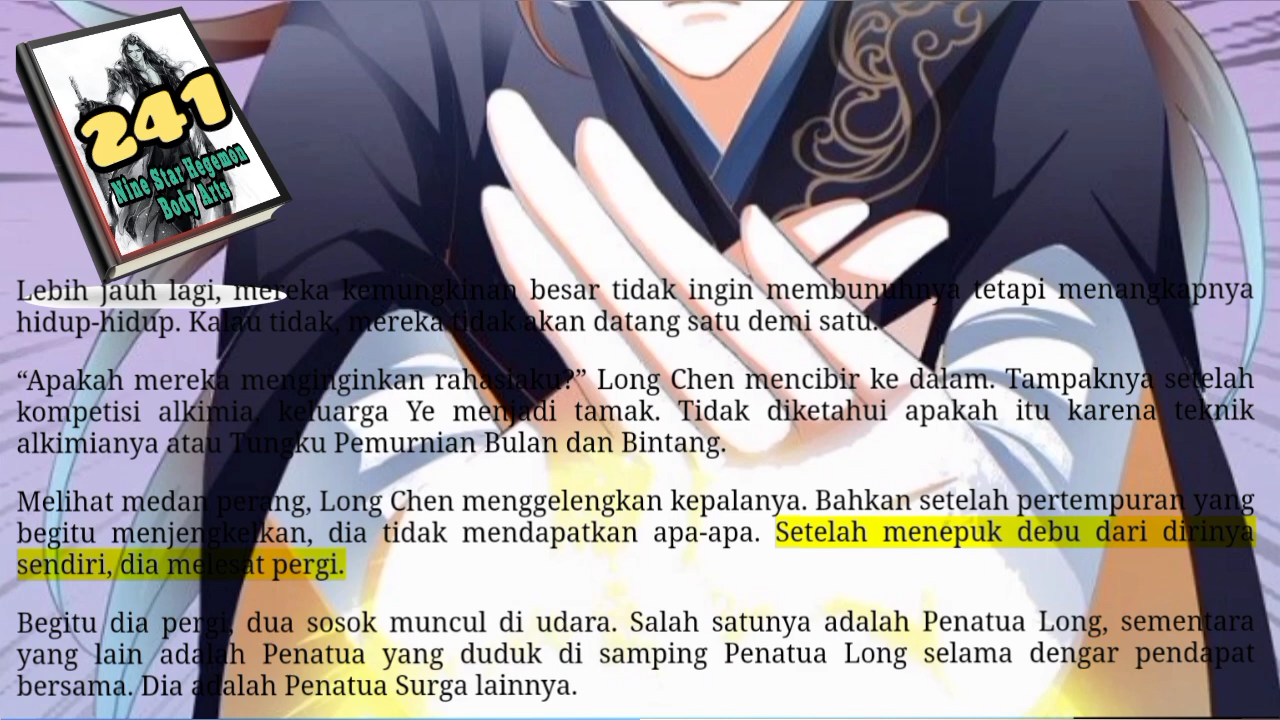 241
Nine Star Hegemon
Body Arts
Lebih jauh lagi, mereka kemungkinan besar tidak ingin membunuhnya tetapi menangkapnya
hidup-hidup. Kalau tidak, mereka tidak akan datang satu demi satu.
“Apakah mereka menginginkan rahasiaku?” Long Chen mencibir ke dalam. Tampaknya setelah
kompetisi alkimia, keluarga Ye menjadi tamak. Tidak diketahui apakah itu karena teknik
alkimianya atau Tungku Pemurnian Bulan dan Bintang.
Melihat medan perang, Long Chen menggelengkan kepalanya. Bahkan setelah pertempuran yang
begitu menjengkelkan, dia tidak mendapatkan apa-apa. Setelah menepuk debu dari dirinya
sendiri, dia melesat pergi.
Begitu dia pergi, dua sosok muncul di udara. Salah satunya adalah Penatua Long, sementara
yang lain adalah Penatua yang duduk di samping Penatua Long selama dengar pendapat
bersama. Dia adalah Penatua Surga lainnya.